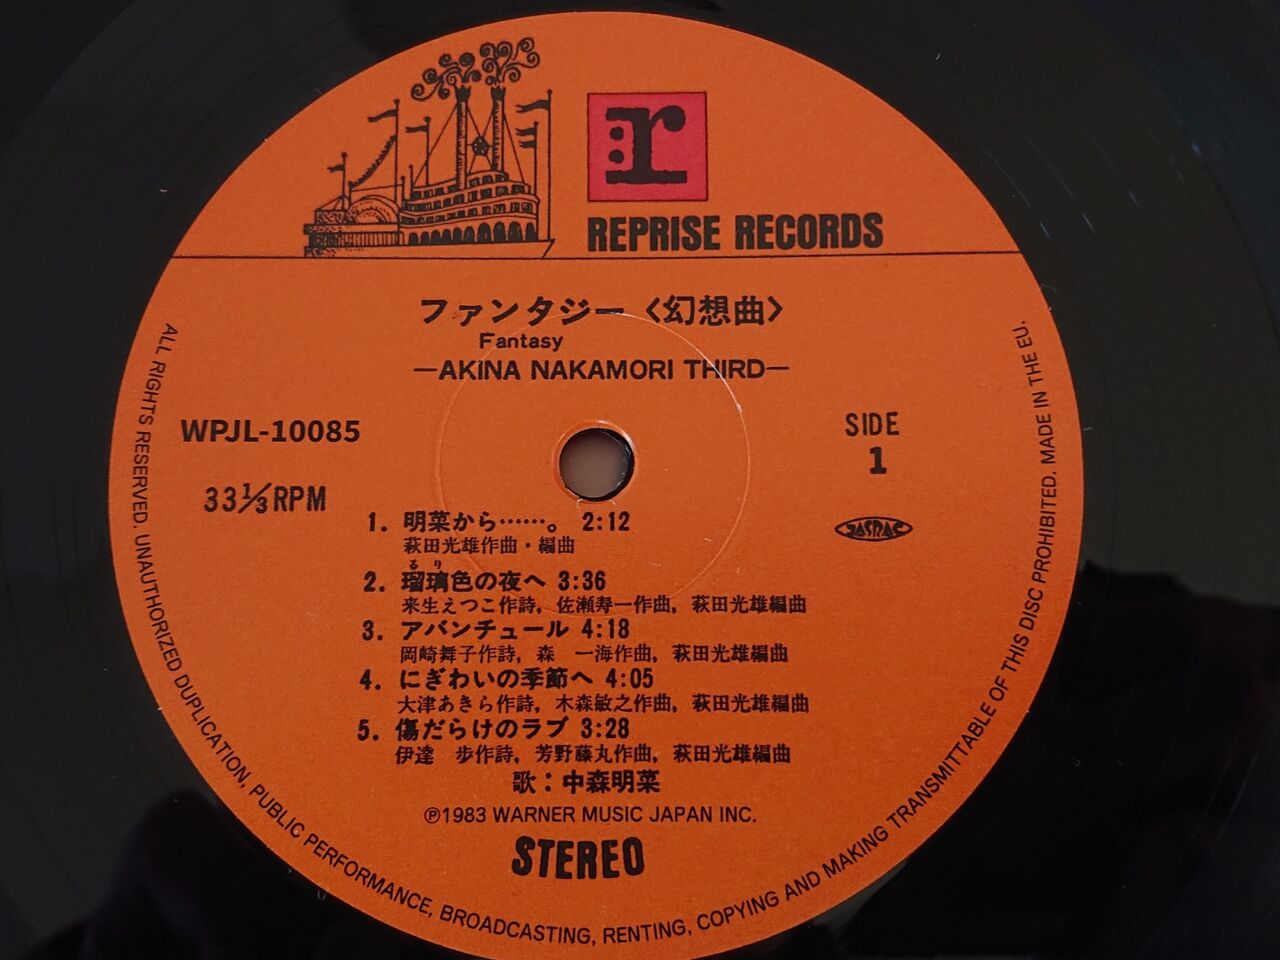 r
REPRISE RECORDS
ファンタジー〈幻想曲〉
Fantasy
—AKINA NAKAMORI THIRD—
WPJL-10085
SIDE
1
33⅓RPM
JASRAC
1. 明菜から……。 2:12
萩田光雄作曲・編曲
るり
2. 瑠璃色の夜へ 3:36
来生えつこ作詩, 佐瀬寿一作曲, 萩田光雄編曲
3. アバンチュール 4:18
岡崎舞子作詩, 森 一海作曲, 萩田光雄編曲
4. にぎわいの季節へ 4:05
大津あきら作詩, 木森敏之作曲, 萩田光雄編曲
5. 傷だらけのラブ 3:28
伊達 歩作詩, 芳野藤丸作曲, 萩田光雄編曲
歌：中森明菜
℗1983 WARNER MUSIC JAPAN INC.
STEREO
ALL RIGHTS RESERVED. UNAUTHORIZED DUPLICATION, PUBLIC PERFORMANCE, BROADCASTING, RENTING, COPYING AND MAKING TRANSMITTABLE OF THIS DISC PROHIBITED. MADE IN THE EU.